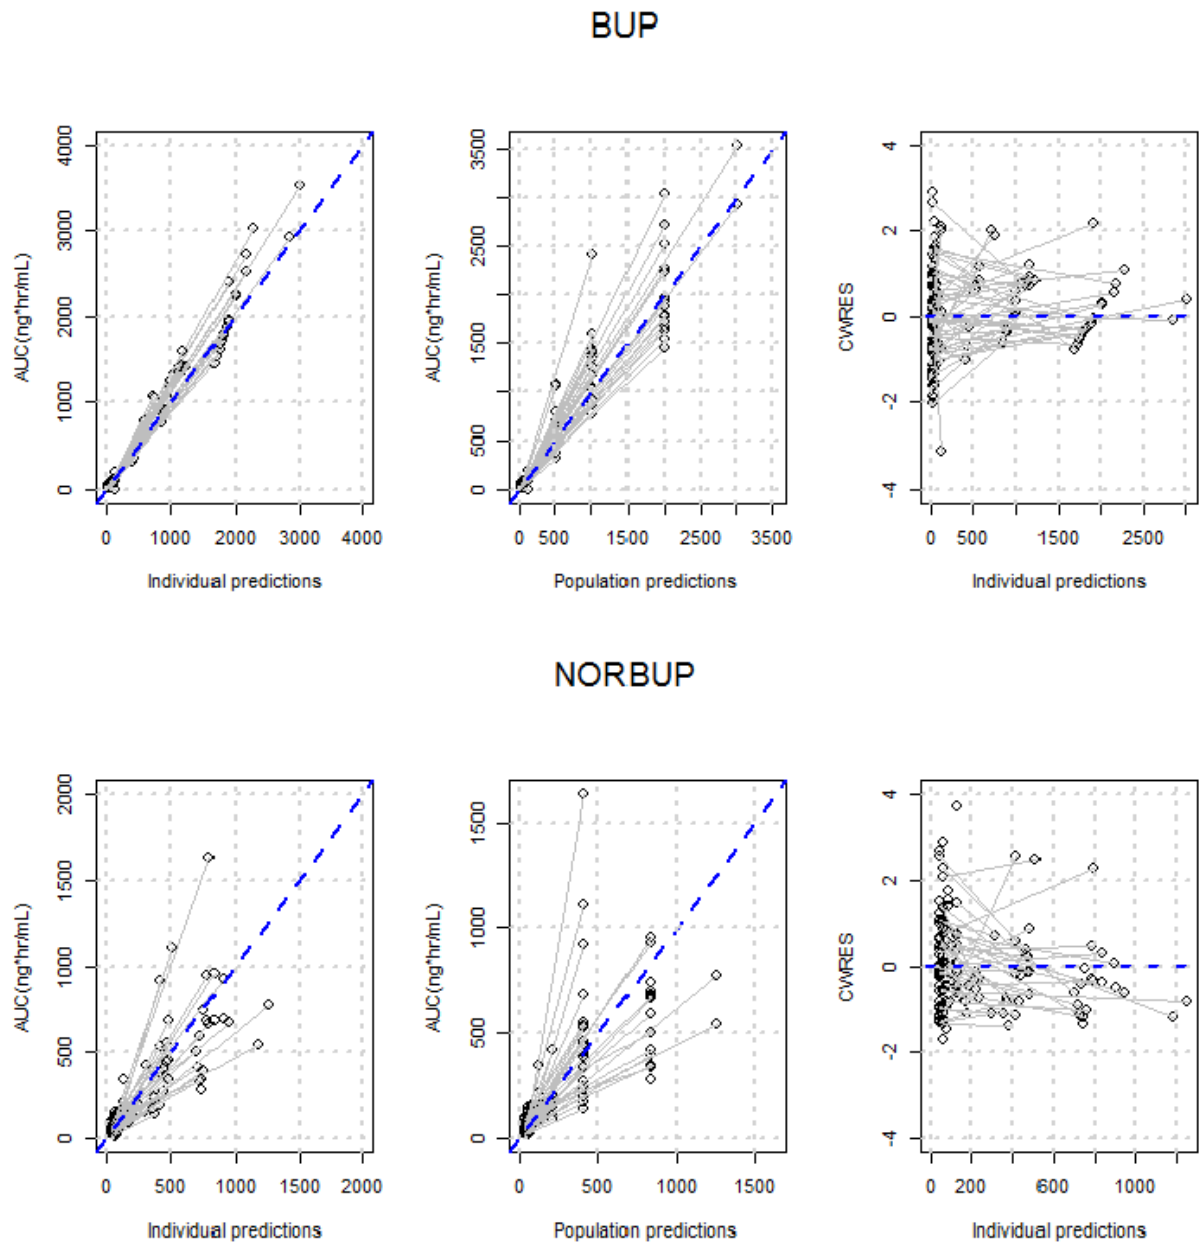 BUP
AUC(ng*hr/mL)
0 1000 2000 3000 4000
0 1000 2000 3000 4000
Individual predictions
AUC(ng*hr/mL)
0 500 1500 2500 3500
0 500 1500 2500 3500
Population predictions
CWRES
-4 -2 0 2 4
0 500 1500 2500
Individual predictions
NORBUP
AUC(ng*hr/mL)
0 500 1000 1500 2000
0 500 1000 1500 2000
Individual predictions
AUC(ng*hr/mL)
0 500 1000 1500
0 500 1000 1500
Population predictions
CWRES
-4 -2 0 2 4
0 200 600 1000
Individual predictions